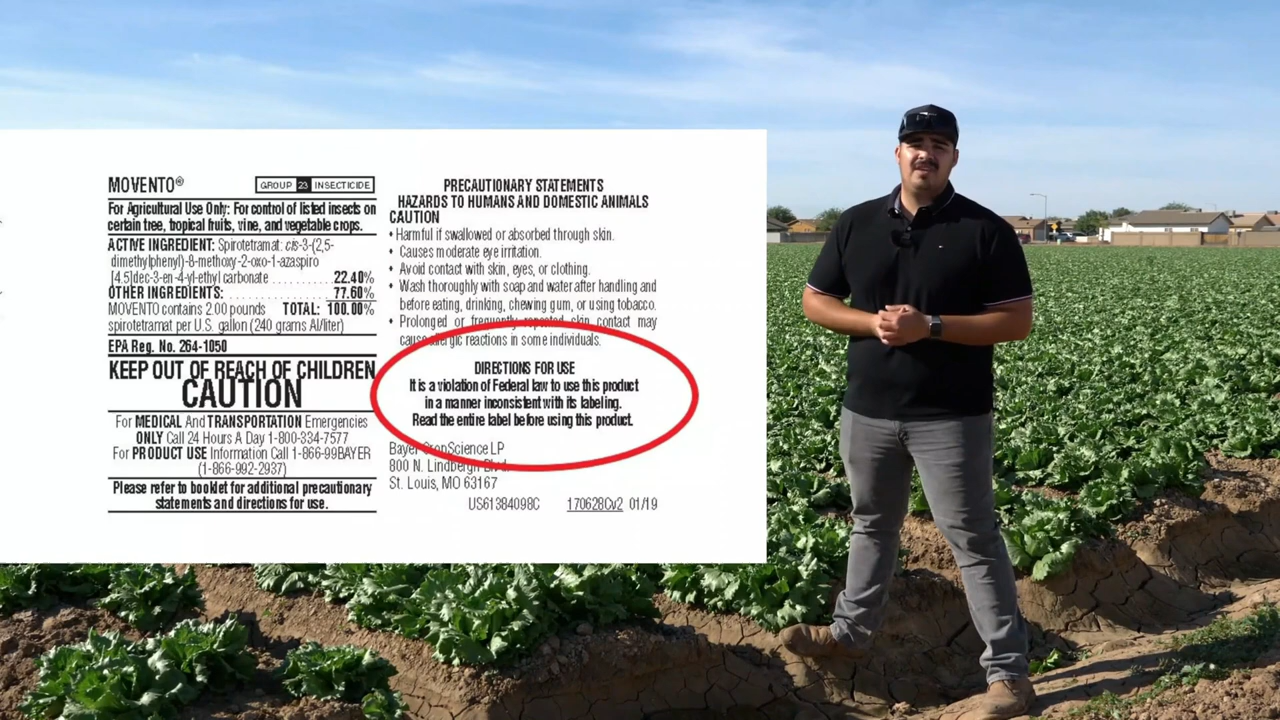 MOVENTO®
GROUP 23 INSECTICIDE
For Agricultural Use Only: For control of listed insects on
certain tree, tropical fruits, vine, and vegetable crops.
ACTIVE INGREDIENT: Spirotetramat: cis-3-(2,5-
dimethylphenyl)-8-methoxy-2-oxo-1-azaspiro
[4.5]dec-3-en-4-yl-ethyl carbonate ............ 22.40%
OTHER INGREDIENTS: .................... 77.60%
MOVENTO contains 2.00 pounds TOTAL: 100.00%
spirotetramat per U.S. gallon (240 grams AI/liter)
EPA Reg. No. 264-1050
KEEP OUT OF REACH OF CHILDREN
CAUTION
For MEDICAL And TRANSPORTATION Emergencies
ONLY Call 24 Hours A Day 1-800-334-7577
For PRODUCT USE Information Call 1-866-99BAYER
(1-866-992-2937)
Please refer to booklet for additional precautionary
statements and directions for use.
PRECAUTIONARY STATEMENTS
HAZARDS TO HUMANS AND DOMESTIC ANIMALS
CAUTION
• Harmful if swallowed or absorbed through skin.
• Causes moderate eye irritation.
• Avoid contact with skin, eyes, or clothing.
• Wash thoroughly with soap and water after handling and
before eating, drinking, chewing gum, or using tobacco.
• Prolonged or frequently repeated skin contact may
cause allergic reactions in some individuals.
DIRECTIONS FOR USE
It is a violation of Federal law to use this product
in a manner inconsistent with its labeling.
Read the entire label before using this product.
Bayer CropScience LP
800 N. Lindbergh Blvd.
St. Louis, MO 63167
US61384098C 170628Cv2 01/19